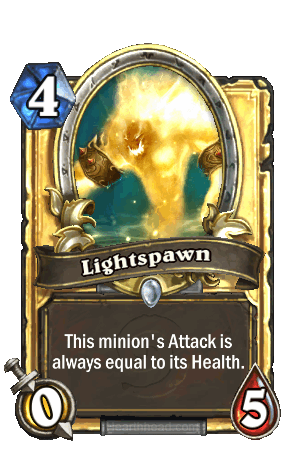 4
Lightspawn
This minion's Attack is
always equal to its Health.
0
5